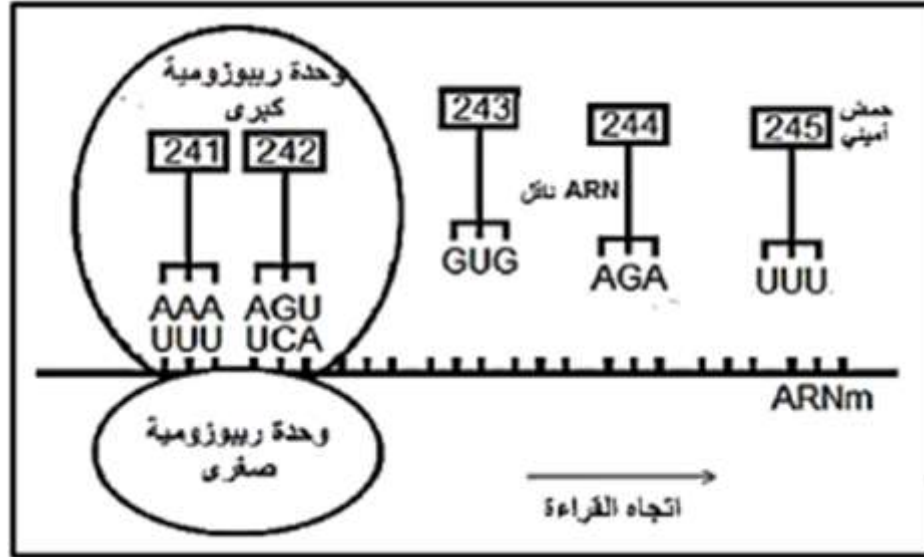 وحدة ريبوزومية
كبرى
241 242 243 244 245
حمض
أميني
ARN ناقل
GUG AGA UUU
AAA AGU
UUU UCA
ARNm
وحدة ريبوزومية
صغرى
اتجاه القراءة